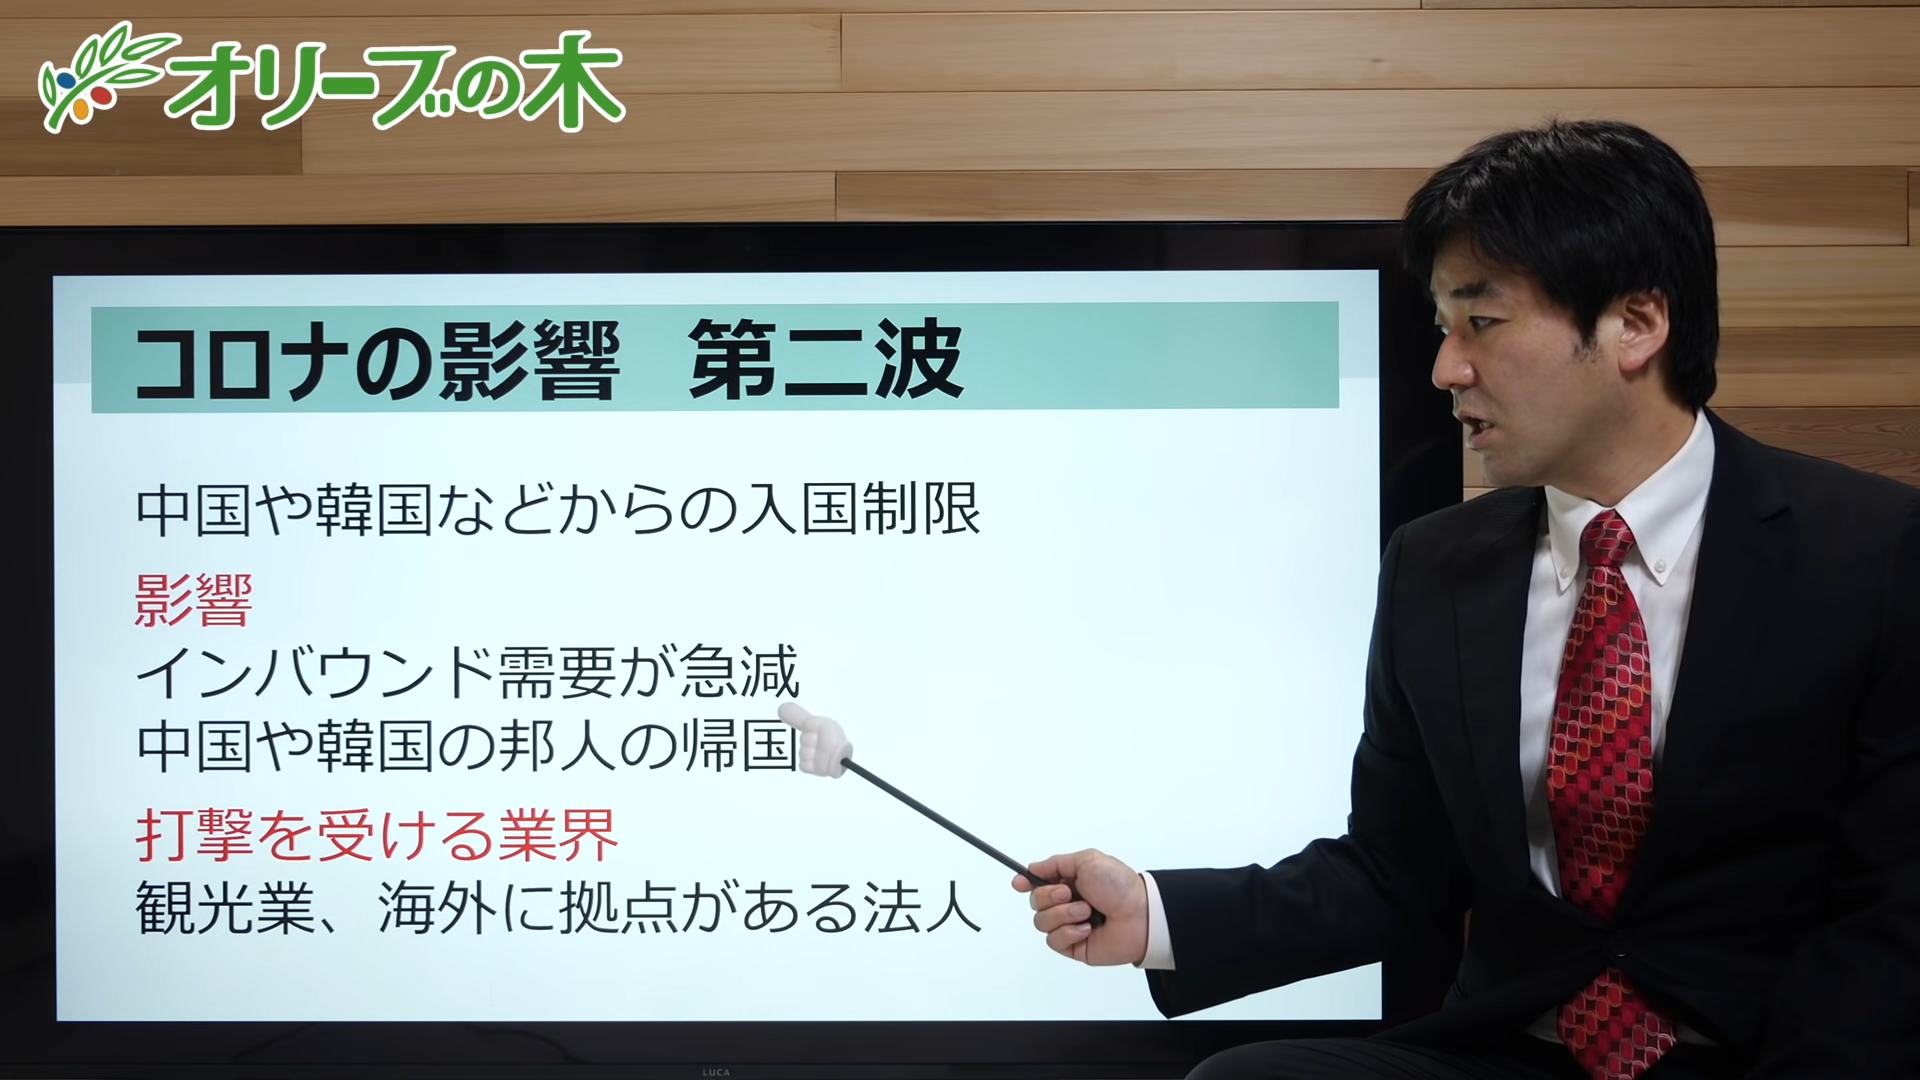 オリーブの木
コロナの影響 第二波
中国や韓国などからの入国制限
影響
インバウンド需要が急減
中国や韓国の邦人の帰国
打撃を受ける業界
観光業、海外に拠点がある法人
LUCA